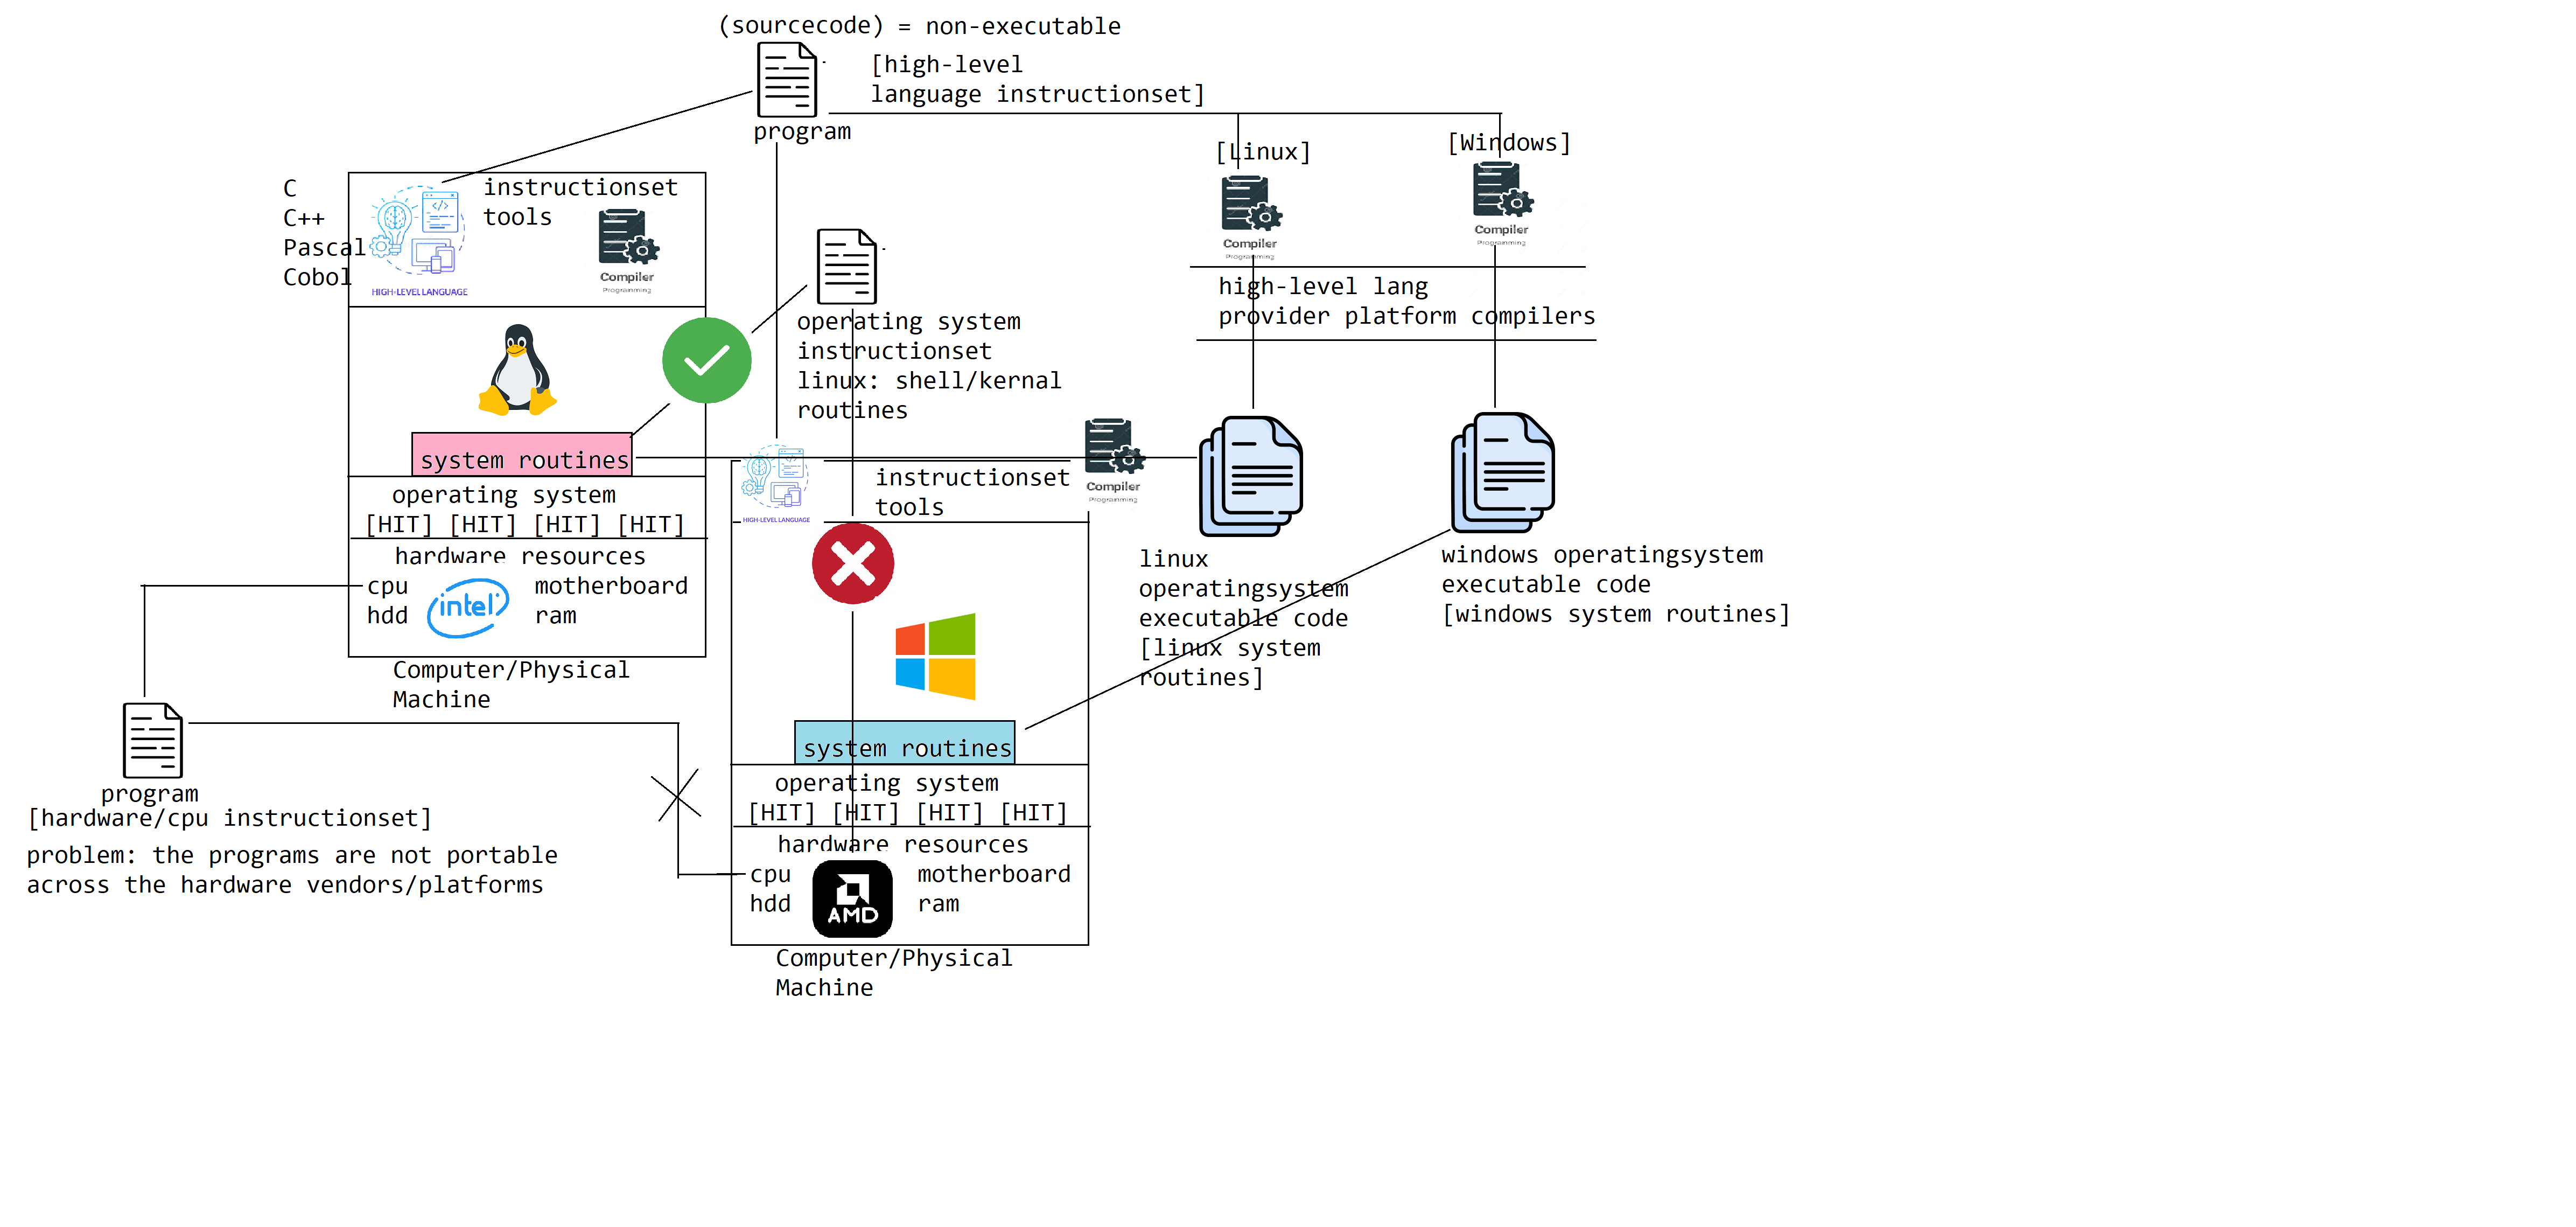 (sourcecode) = non-executable
[high-level
language instructionset]
program
[Linux]
[Windows]
Compiler
Programming
Compiler
Programming
high-level lang
provider platform compilers
C
C++
Pascal
Cobol
instructionset
tools
HIGH-LEVEL LANGUAGE
Compiler
Programming
operating system
instructionset
linux: shell/kernal
routines
system routines
operating system
[HIT] [HIT] [HIT] [HIT]
hardware resources
cpu
motherboard
hdd
intel
ram
Computer/Physical
Machine
HIGH-LEVEL LANGUAGE
instructionset
tools
Compiler
Programming
linux
operatingsystem
executable code
[linux system
routines]
windows operatingsystem
executable code
[windows system routines]
system routines
operating system
[HIT] [HIT] [HIT] [HIT]
hardware resources
cpu
motherboard
hdd
AMD
ram
Computer/Physical
Machine
program
[hardware/cpu instructionset]
problem: the programs are not portable
across the hardware vendors/platforms